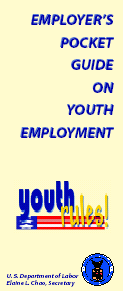 EMPLOYER'S
POCKET
GUIDE
ON
YOUTH
EMPLOYMENT
youth
rules!
U.S. Department of Labor
Elaine L. Chao, Secretary